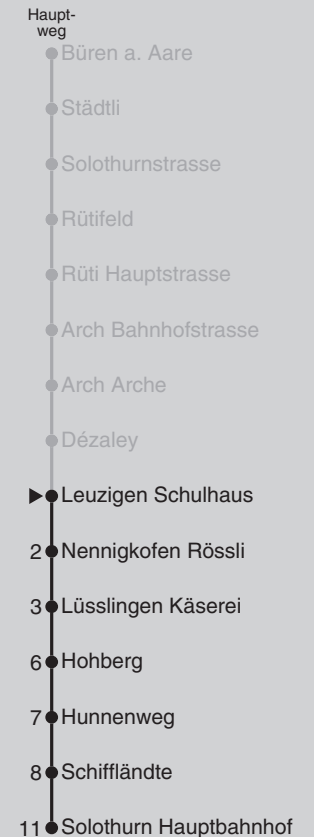 Haupt-
weg
Büren a. Aare
Städtli
Solothurnstrasse
Rütifeld
Rüti Hauptstrasse
Arch Bahnhofstrasse
Arch Arche
Dézaley
Leuzigen Schulhaus
2 Nennigkofen Rössli
3 Lüsslingen Käserei
6 Hohberg
7 Hunnenweg
8 Schiffländte
11 Solothurn Hauptbahnhof